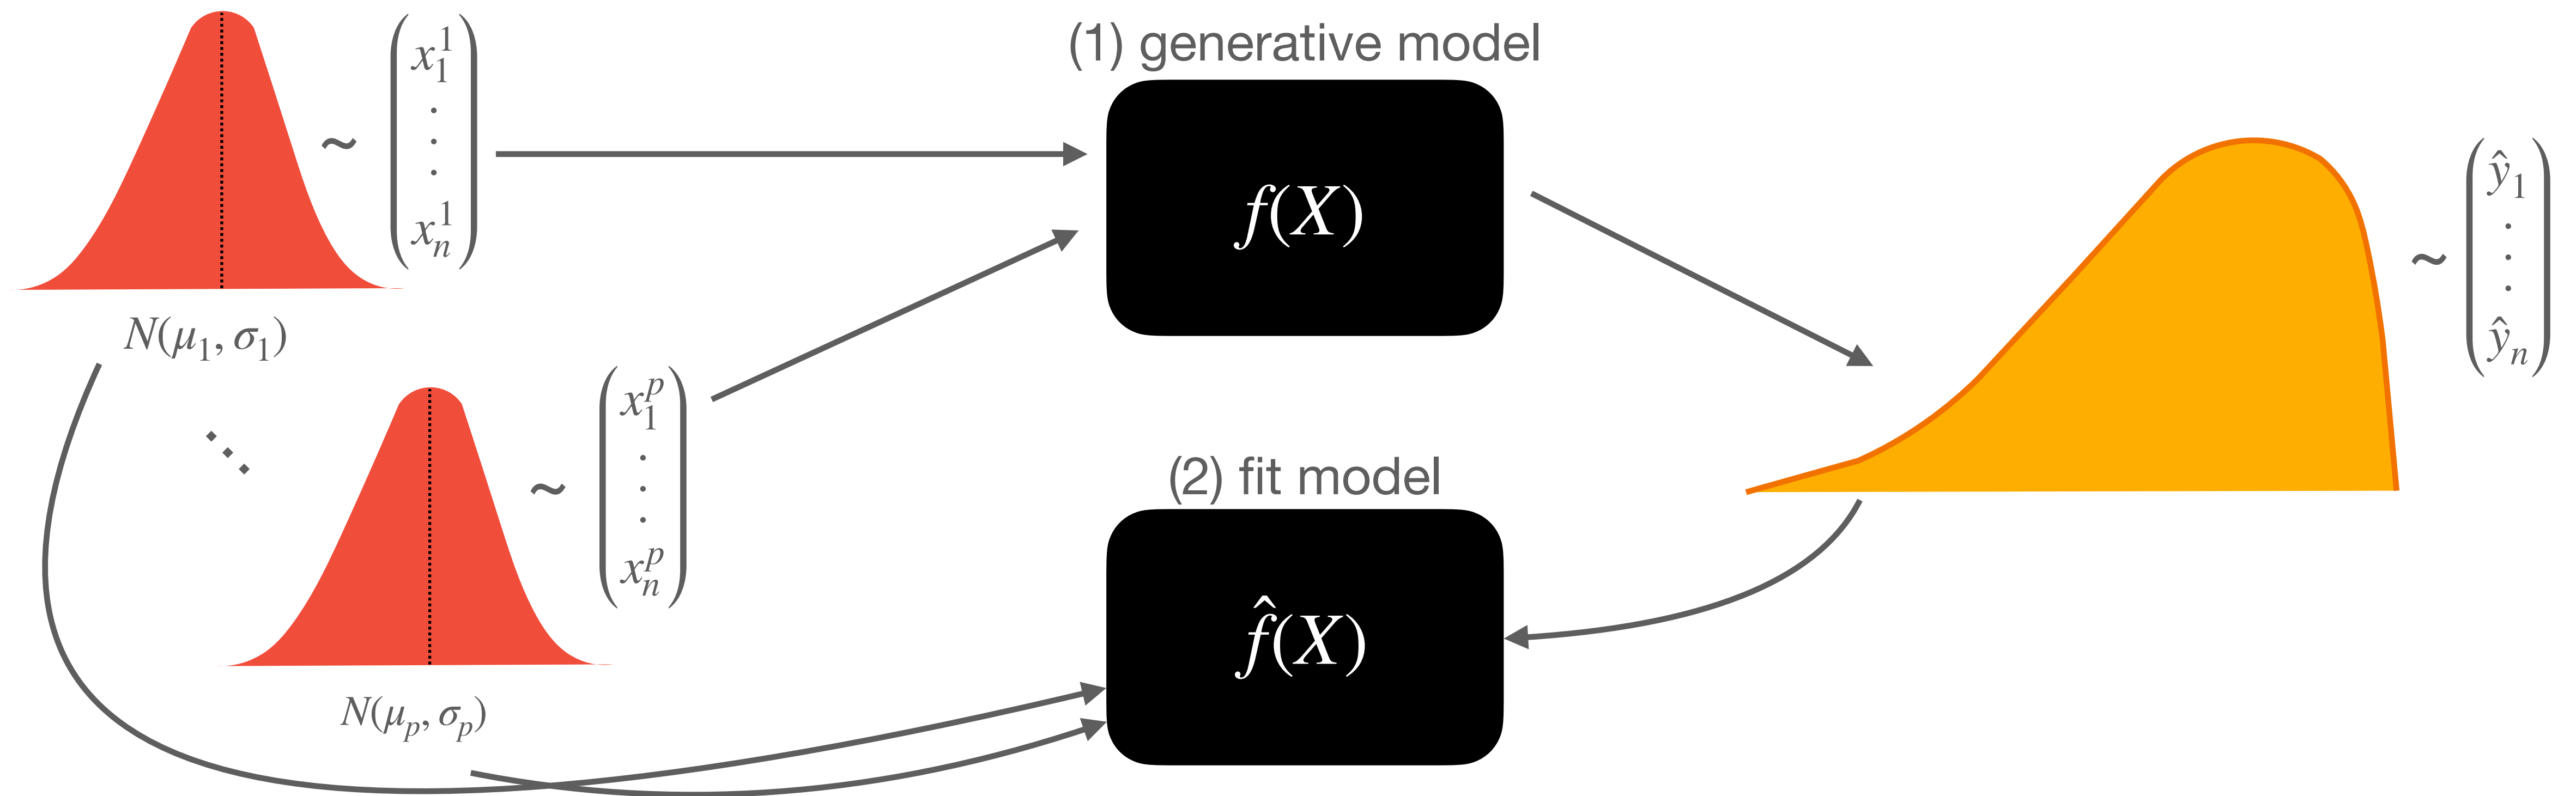 (1) generative model
~
x₁¹
.
.
.
xₙ¹
f(X)
N(μ₁, σ₁)
~
ŷ₁
.
.
.
ŷₙ
~
x₁ᵖ
.
.
.
xₙᵖ
N(μₚ, σₚ)
(2) fit model
f̂(X)